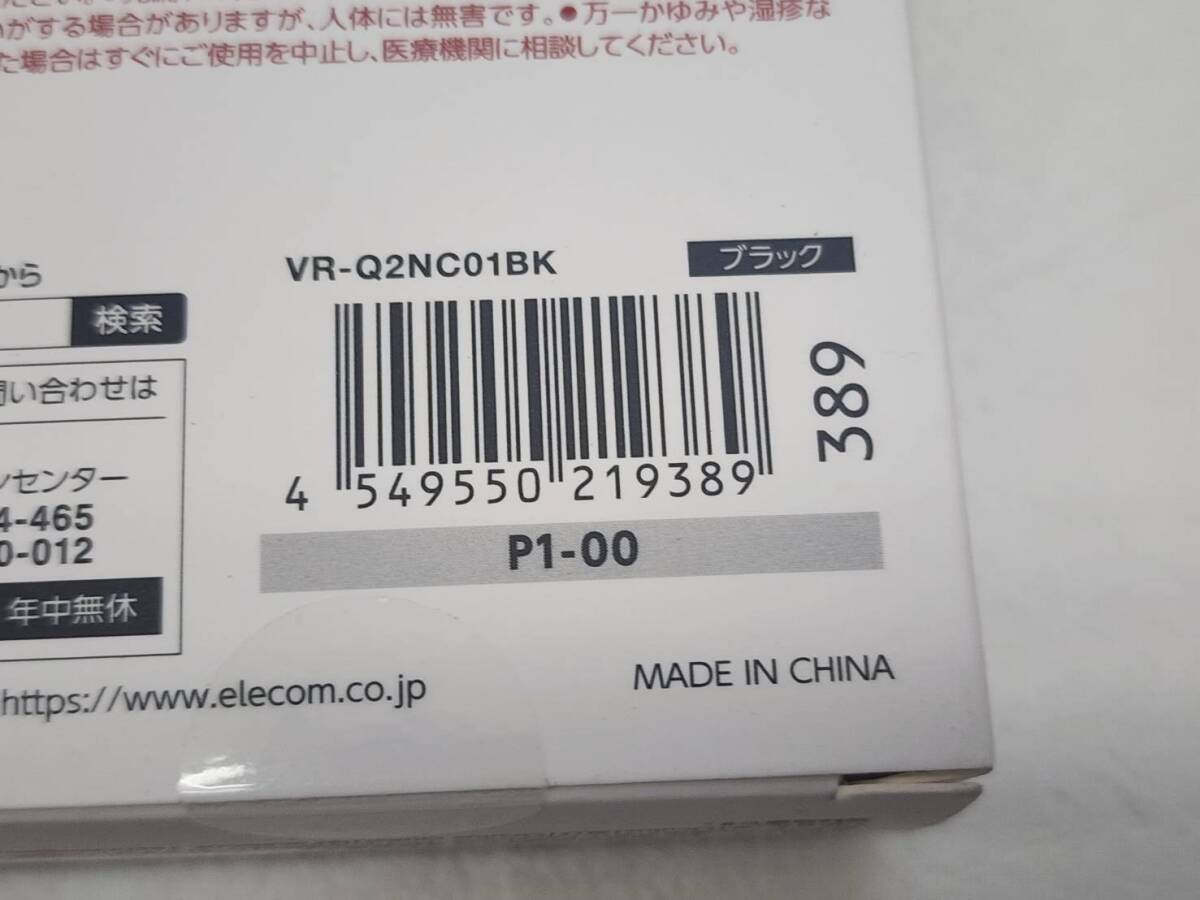 がする場合がありますが、人体には無害です。●万一かゆみや湿疹な
た場合はすぐにご使用を中止し、医療機関に相談してください。
から
検索
問い合わせは
ンセンター
4-465
0-012
年中無休
https://www.elecom.co.jp
VR-Q2NC01BK
ブラック
389
4 549550 219389
P1-00
MADE IN CHINA